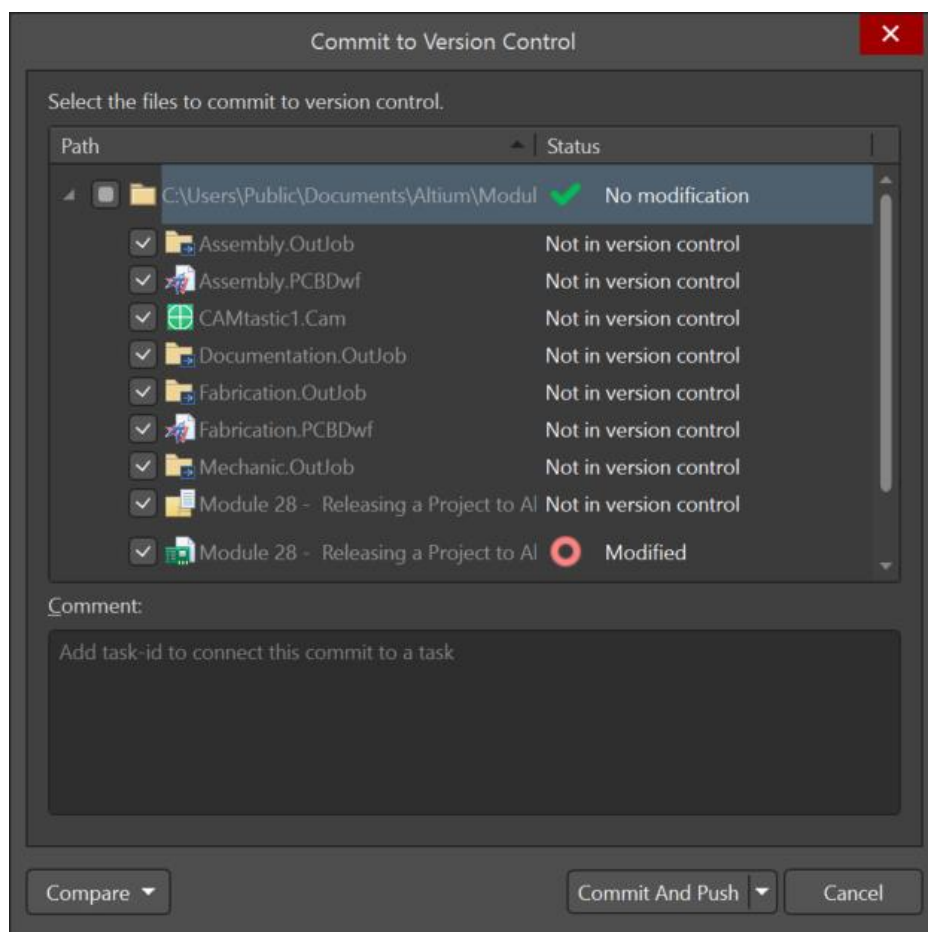 Commit to Version Control
Select the files to commit to version control.
Path Status
C:\Users\Public\Documents\Altium\Modul No modification
Assembly.OutJob Not in version control
Assembly.PCBDwf Not in version control
CAMtastic1.Cam Not in version control
Documentation.OutJob Not in version control
Fabrication.OutJob Not in version control
Fabrication.PCBDwf Not in version control
Mechanic.OutJob Not in version control
Module 28 - Releasing a Project to Al Not in version control
Module 28 - Releasing a Project to Al Modified
Comment:
Add task-id to connect this commit to a task
Compare Commit And Push Cancel